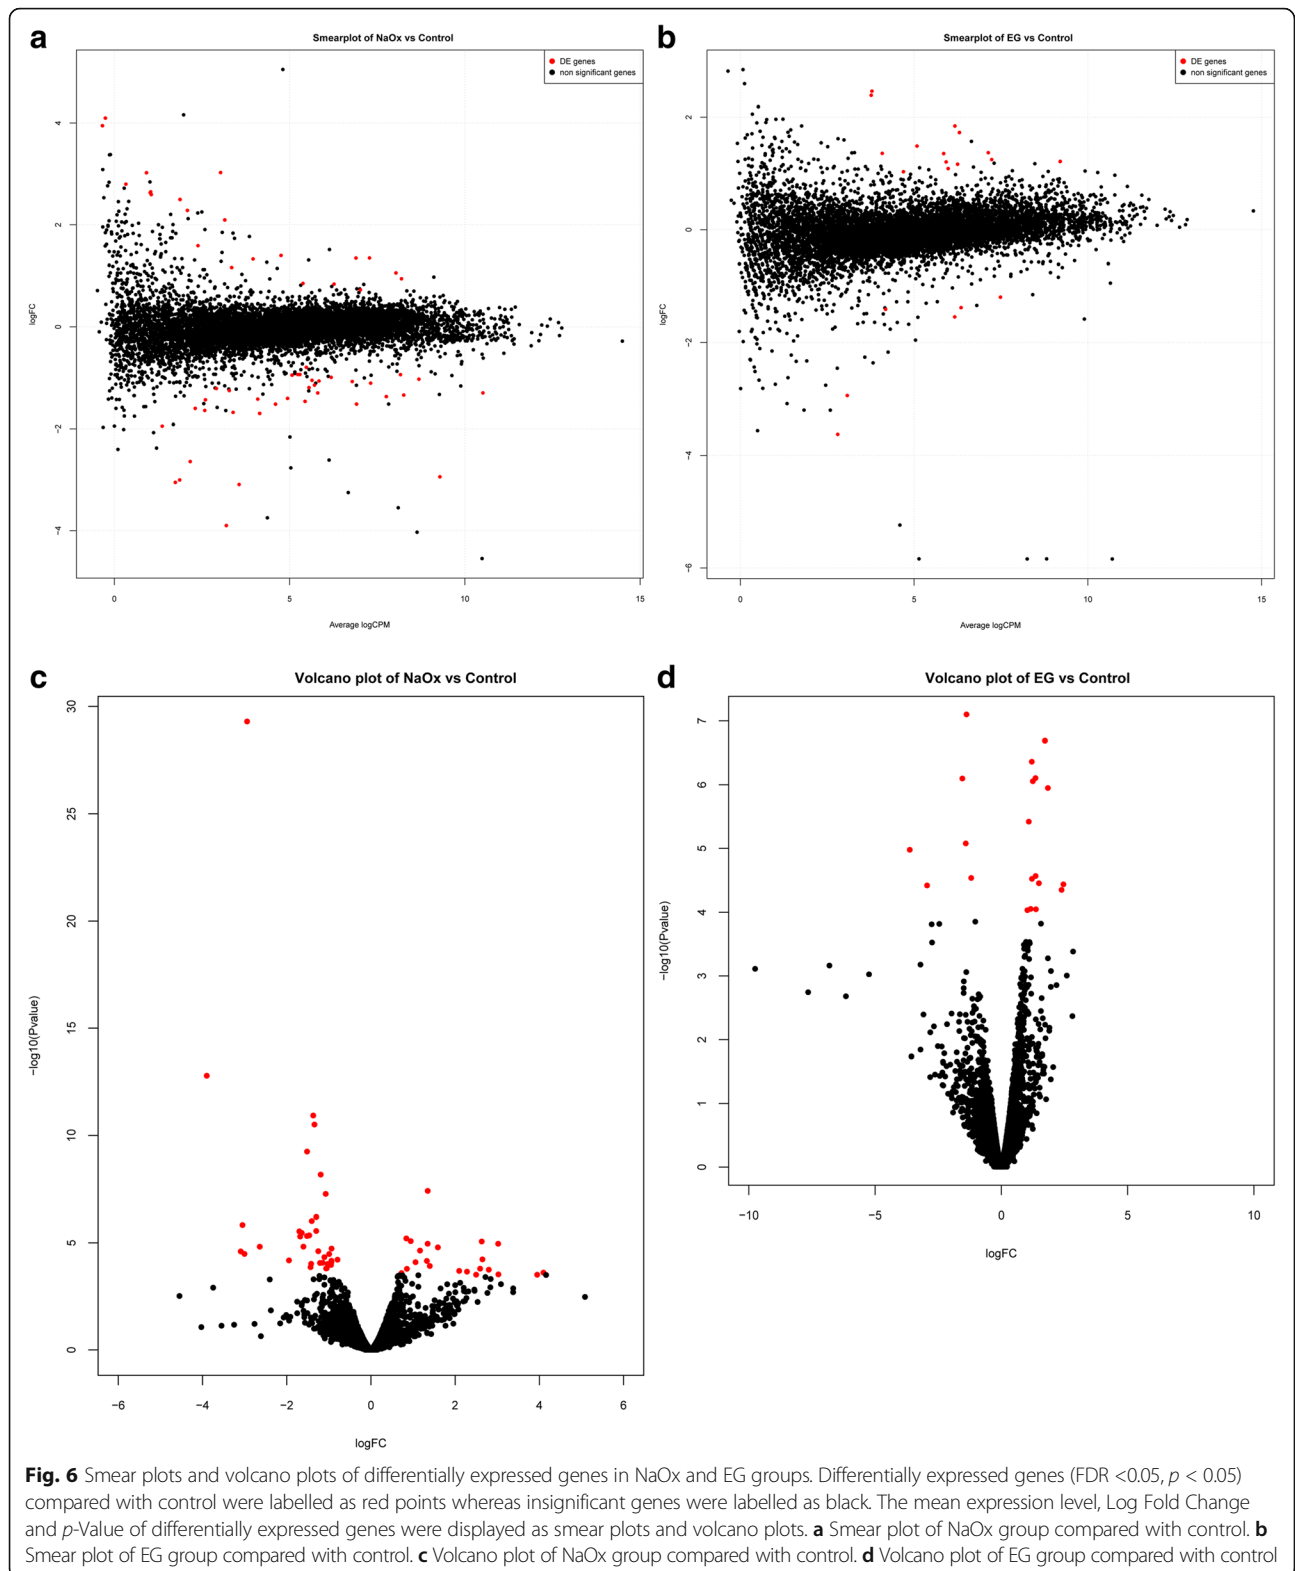 a
Smearplot of NaOx vs Control
DE genes
non significant genes
4
2
0
−2
−4
logFC
0 5 10 15
Average logCPM
b
Smearplot of EG vs Control
DE genes
non significant genes
2
0
−2
−4
−6
logFC
0 5 10 15
Average logCPM
c
Volcano plot of NaOx vs Control
30
25
20
15
10
5
0
−log10(Pvalue)
−6 −4 −2 0 2 4 6
logFC
d
Volcano plot of EG vs Control
7
6
5
4
3
2
1
0
−log10(Pvalue)
−10 −5 0 5 10
logFC
Fig. 6 Smear plots and volcano plots of differentially expressed genes in NaOx and EG groups. Differentially expressed genes (FDR <0.05, p < 0.05)
compared with control were labelled as red points whereas insignificant genes were labelled as black. The mean expression level, Log Fold Change
and p-Value of differentially expressed genes were displayed as smear plots and volcano plots. a Smear plot of NaOx group compared with control. b
Smear plot of EG group compared with control. c Volcano plot of NaOx group compared with control. d Volcano plot of EG group compared with control